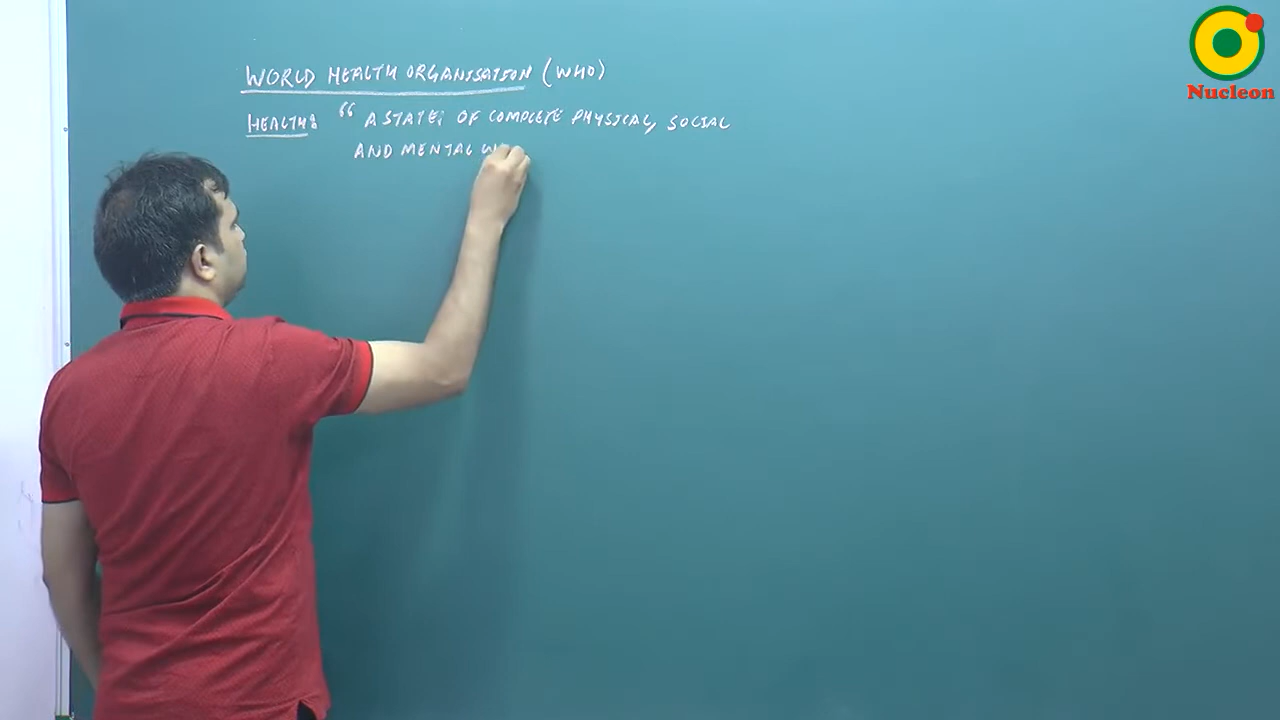 WORLD HEALTH ORGANISATION (WHO)
HEALTH: “ A STATE: OF COMPLETE PHYSICAL, SOCIAL
AND MENTAL W
Nucleon